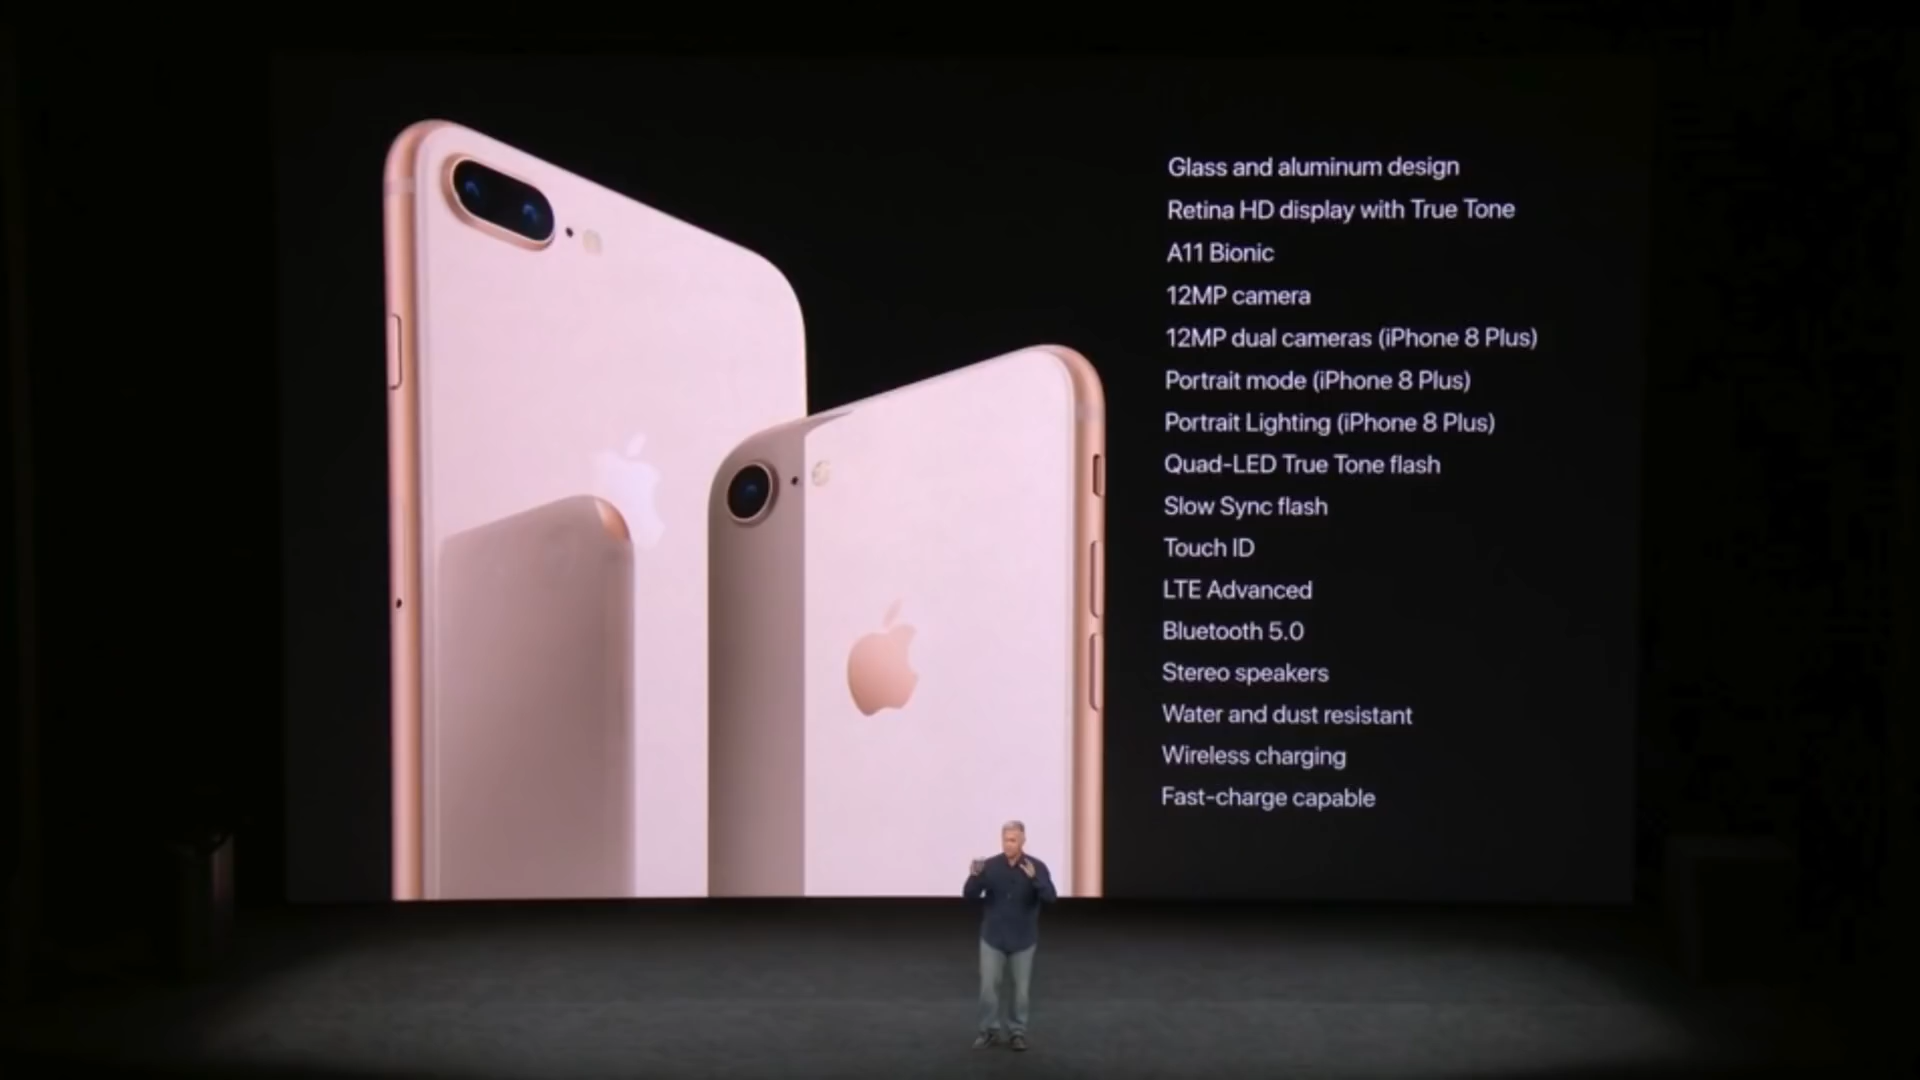 Glass and aluminum design
Retina HD display with True Tone
A11 Bionic
12MP camera
12MP dual cameras (iPhone 8 Plus)
Portrait mode (iPhone 8 Plus)
Portrait Lighting (iPhone 8 Plus)
Quad-LED True Tone flash
Slow Sync flash
Touch ID
LTE Advanced
Bluetooth 5.0
Stereo speakers
Water and dust resistant
Wireless charging
Fast-charge capable